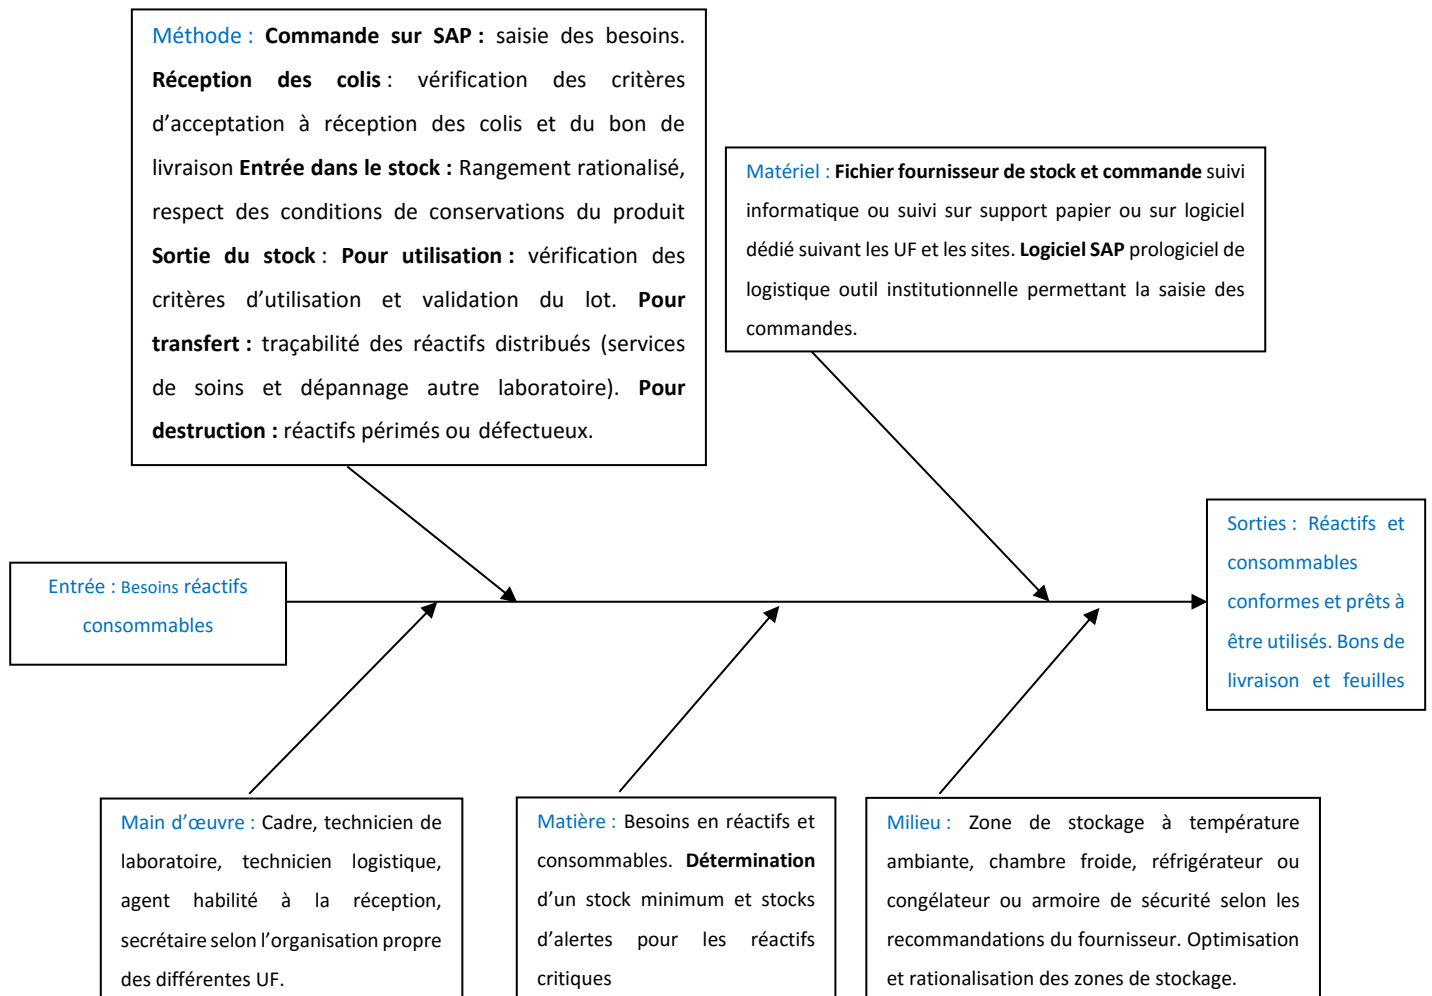 Méthode : Commande sur SAP : saisie des besoins.
Réception des colis : vérification des critères
d’acceptation à réception des colis et du bon de
livraison Entrée dans le stock : Rangement rationalisé,
respect des conditions de conservations du produit
Sortie du stock : Pour utilisation : vérification des
critères d’utilisation et validation du lot. Pour
transfert : traçabilité des réactifs distribués (services
de soins et dépannage autre laboratoire). Pour
destruction : réactifs périmés ou défectueux.
Matériel : Fichier fournisseur de stock et commande suivi
informatique ou suivi sur support papier ou sur logiciel
dédié suivant les UF et les sites. Logiciel SAP prologiciel de
logistique outil institutionnelle permettant la saisie des
commandes.
Entrée : Besoins réactifs
consommables
Sorties : Réactifs et
consommables
conformes et prêts à
être utilisés. Bons de
livraison et feuilles
Main d’œuvre : Cadre, technicien de
laboratoire, technicien logistique,
agent habilité à la réception,
secrétaire selon l’organisation propre
des différentes UF.
Matière : Besoins en réactifs et
consommables. Détermination
d’un stock minimum et stocks
d’alertes pour les réactifs
critiques
Milieu : Zone de stockage à température
ambiante, chambre froide, réfrigérateur ou
congélateur ou armoire de sécurité selon les
recommandations du fournisseur. Optimisation
et rationalisation des zones de stockage.